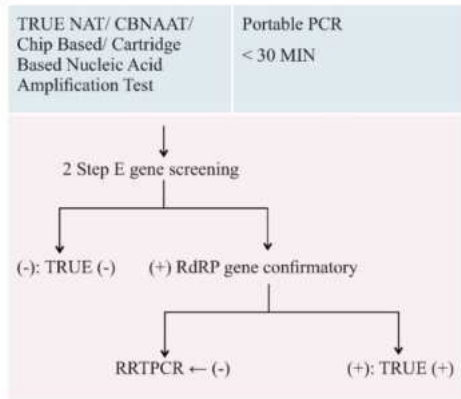 TRUE NAT/ CBNAAT/
Chip Based/ Cartridge
Based Nucleic Acid
Amplification Test
Portable PCR
< 30 MIN
2 Step E gene screening
(-): TRUE (-)
(+) RdRP gene confirmatory
RRTPCR ← (-)
(+): TRUE (+)